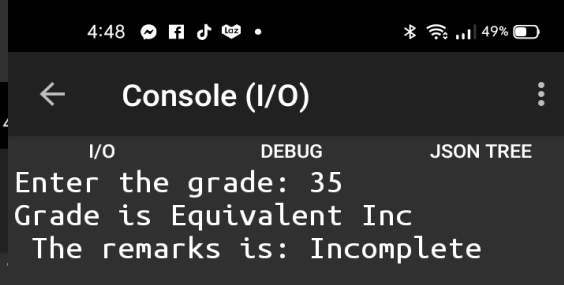 4:48 49%
Console (I/O)
I/O DEBUG JSON TREE
Enter the grade: 35
Grade is Equivalent Inc
The remarks is: Incomplete